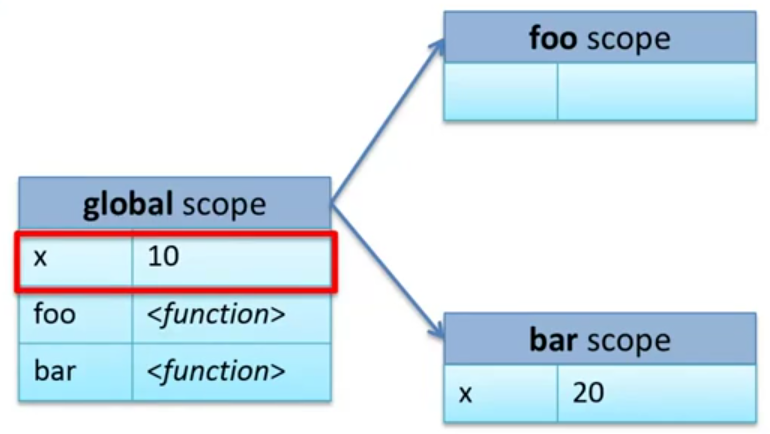 foo scope
global scope
x 10
foo <function>
bar <function>
bar scope
x 20